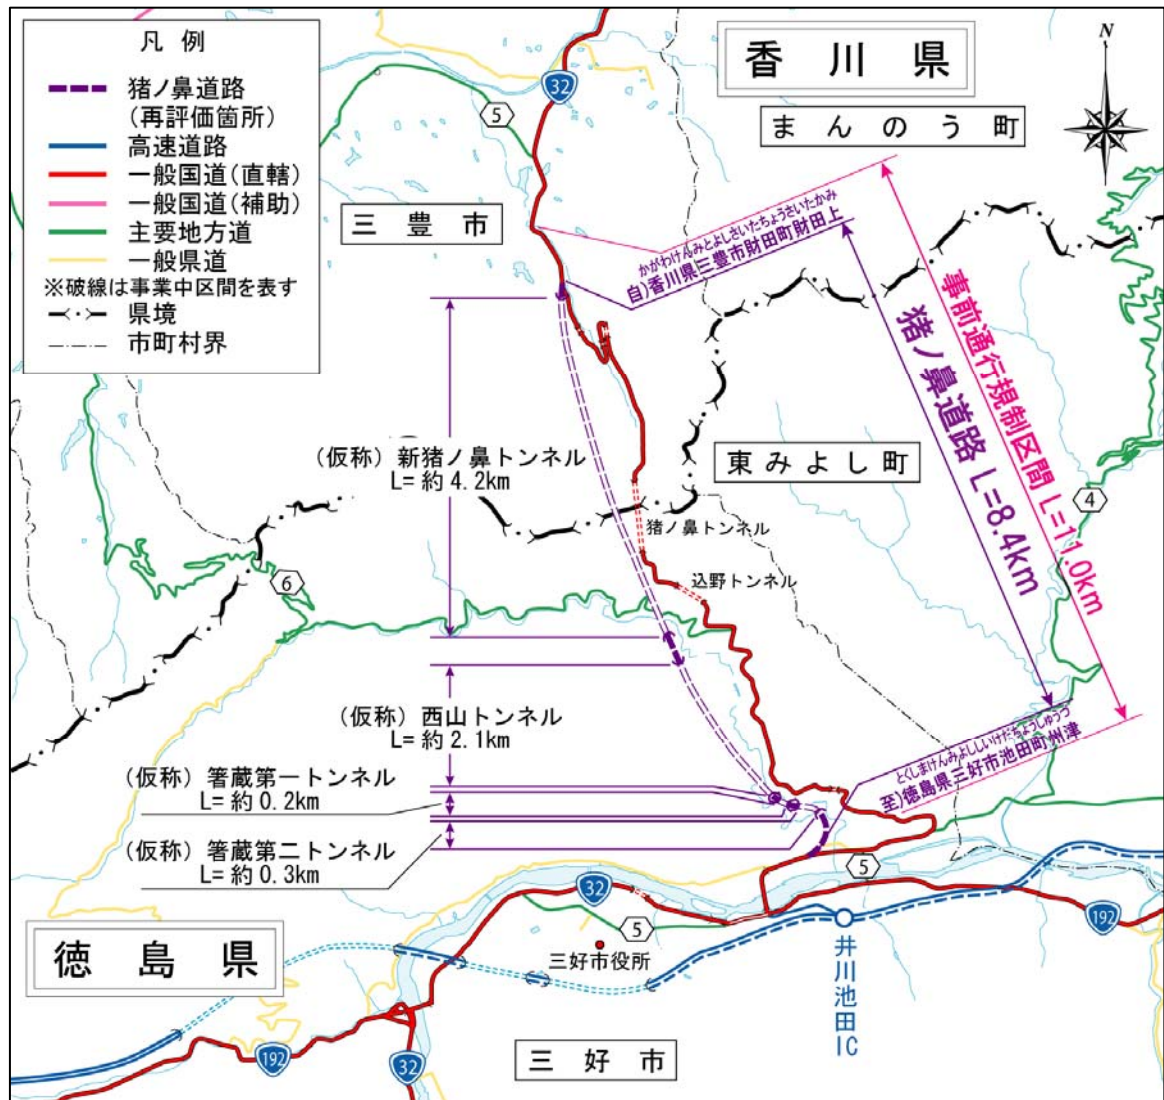 凡例
猪ノ鼻道路
(再評価箇所)
高速道路
一般国道(直轄)
一般国道(補助)
主要地方道
一般県道
※破線は事業中区間を表す
県境
市町村界
32
5
香川県
N
まんのう町
三豊市
かがわけんみとよしさいたちょうさいたかみ
自)香川県三豊市財田町財田上
事前通行規制区間 L=11.0km
猪ノ鼻道路 L=8.4km
(仮称) 新猪ノ鼻トンネル
L= 約 4.2km
東みよし町
4
猪ノ鼻トンネル
込野トンネル
6
(仮称) 西山トンネル
L= 約 2.1km
とくしまけんみよししいけだちょうしゅうづ
至)徳島県三好市池田町州津
(仮称) 箸蔵第一トンネル
L= 約 0.2km
(仮称) 箸蔵第二トンネル
L= 約 0.3km
5
32
192
5
三好市役所
井川池田IC
徳島県
192
32
三好市